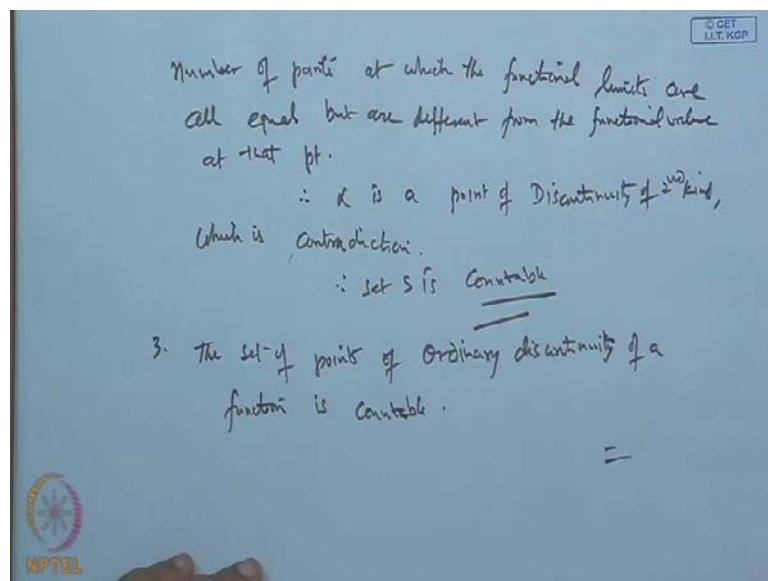 © CET
I.I.T. KGP
Number of points at which the functional limits are
all equal but are different from the functional value
at that pt.
∴ α is a point of Discontinuity of 2nd kind,
which is contradiction.
∴ set S is Countable
3. The set of points of Ordinary discontinuity of a
function is countable.
NPTEL